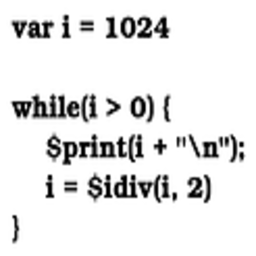 var i = 1024
while(i > 0) {
$print(i + "\n");
i = $idiv(i, 2)
}